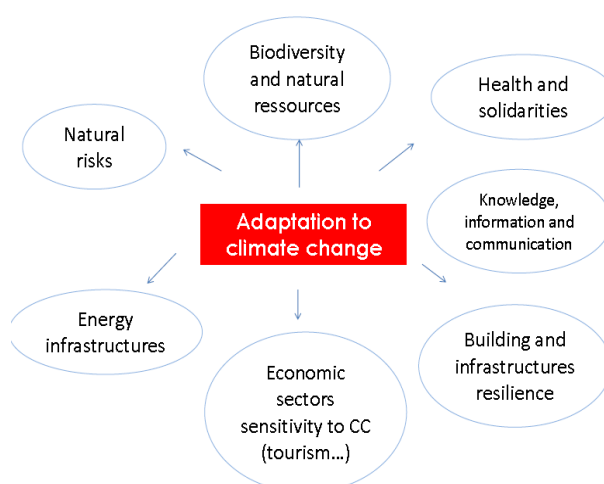 Biodiversity
and natural
ressources
Health and
solidarities
Natural
risks
Knowledge,
information and
communication
Adaptation to
climate change
Energy
infrastructures
Building and
infrastructures
resilience
Economic
sectors
sensitivity to CC
(tourism...)